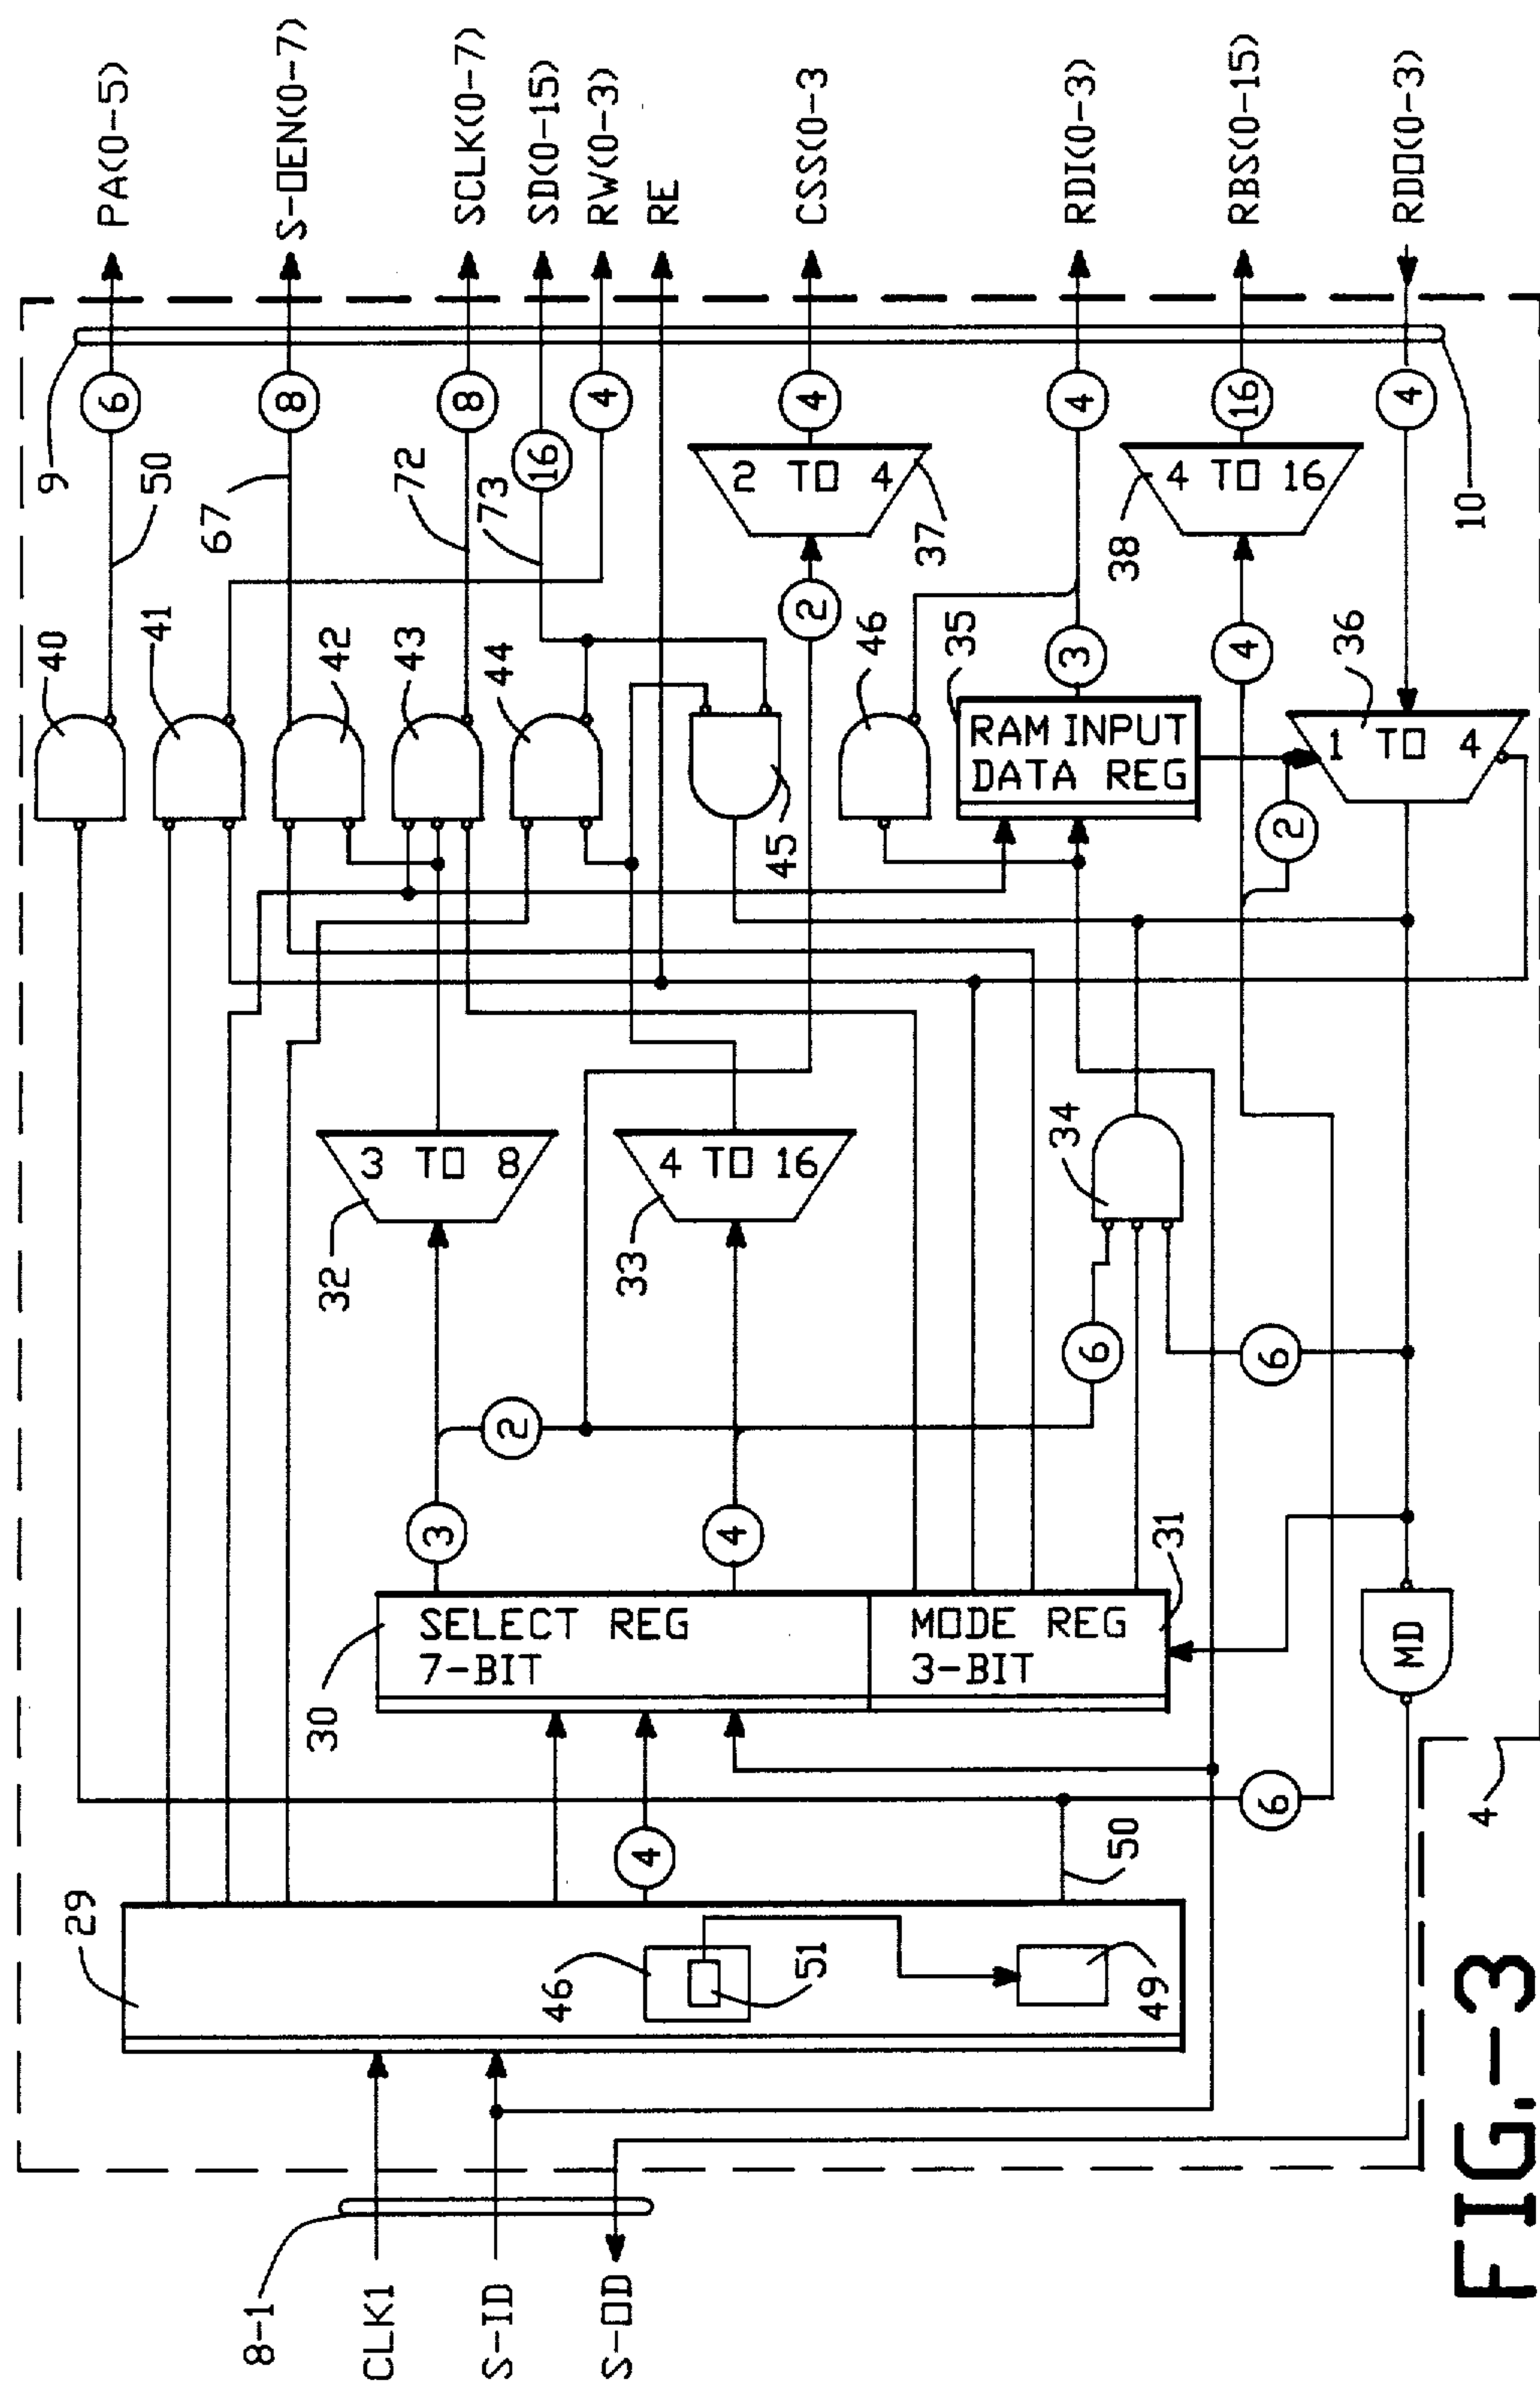 8-1
CLK1
S-ID
S-OD
29
46
51
49
50
4
6
30
SELECT REG
7-BIT
MODE REG
3-BIT
31
MD
3
4
2
6
6
32
3 TO 8
33
4 TO 16
34
40
41
42
43
44
45
46
35
RAM INPUT
DATA REG
36
1 TO 4
2
3
4
2
50
67
72
73
37
2 TO 4
38
4 TO 16
9
10
6
8
8
16
4
4
4
16
4
PA(0-5)
S-OEN(0-7)
SCLK(0-7)
SD(0-15)
RW(0-3)
RE
CSS(0-3
RDI(0-3)
RBS(0-15)
RDO(0-3)
4
FIG.-3